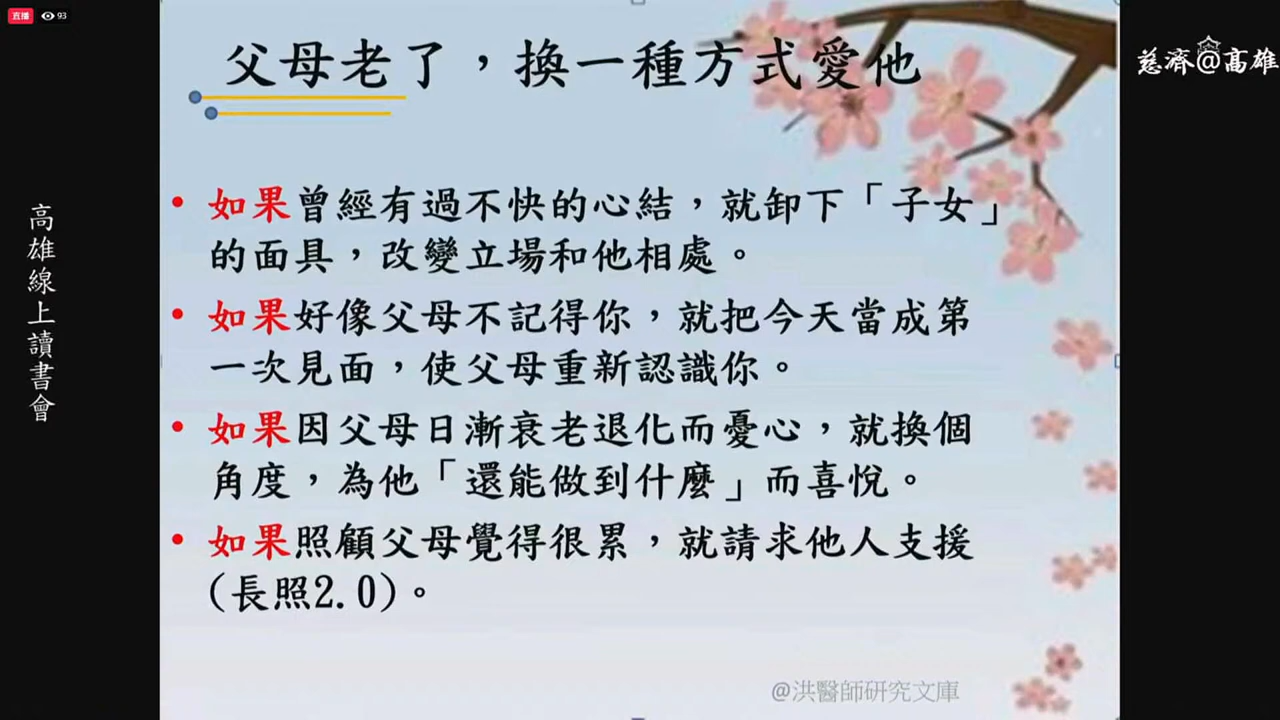 直播 93
慈濟@高雄
高雄線上讀書會
父母老了，換一種方式愛他
• 如果曾經有過不快的心結，就卸下「子女」
的面具，改變立場和他相處。
• 如果好像父母不記得你，就把今天當成第
一次見面，使父母重新認識你。
• 如果因父母日漸衰老退化而憂心，就換個
角度，為他「還能做到什麼」而喜悅。
• 如果照顧父母覺得很累，就請求他人支援
(長照2.0)。
@洪醫師研究文庫